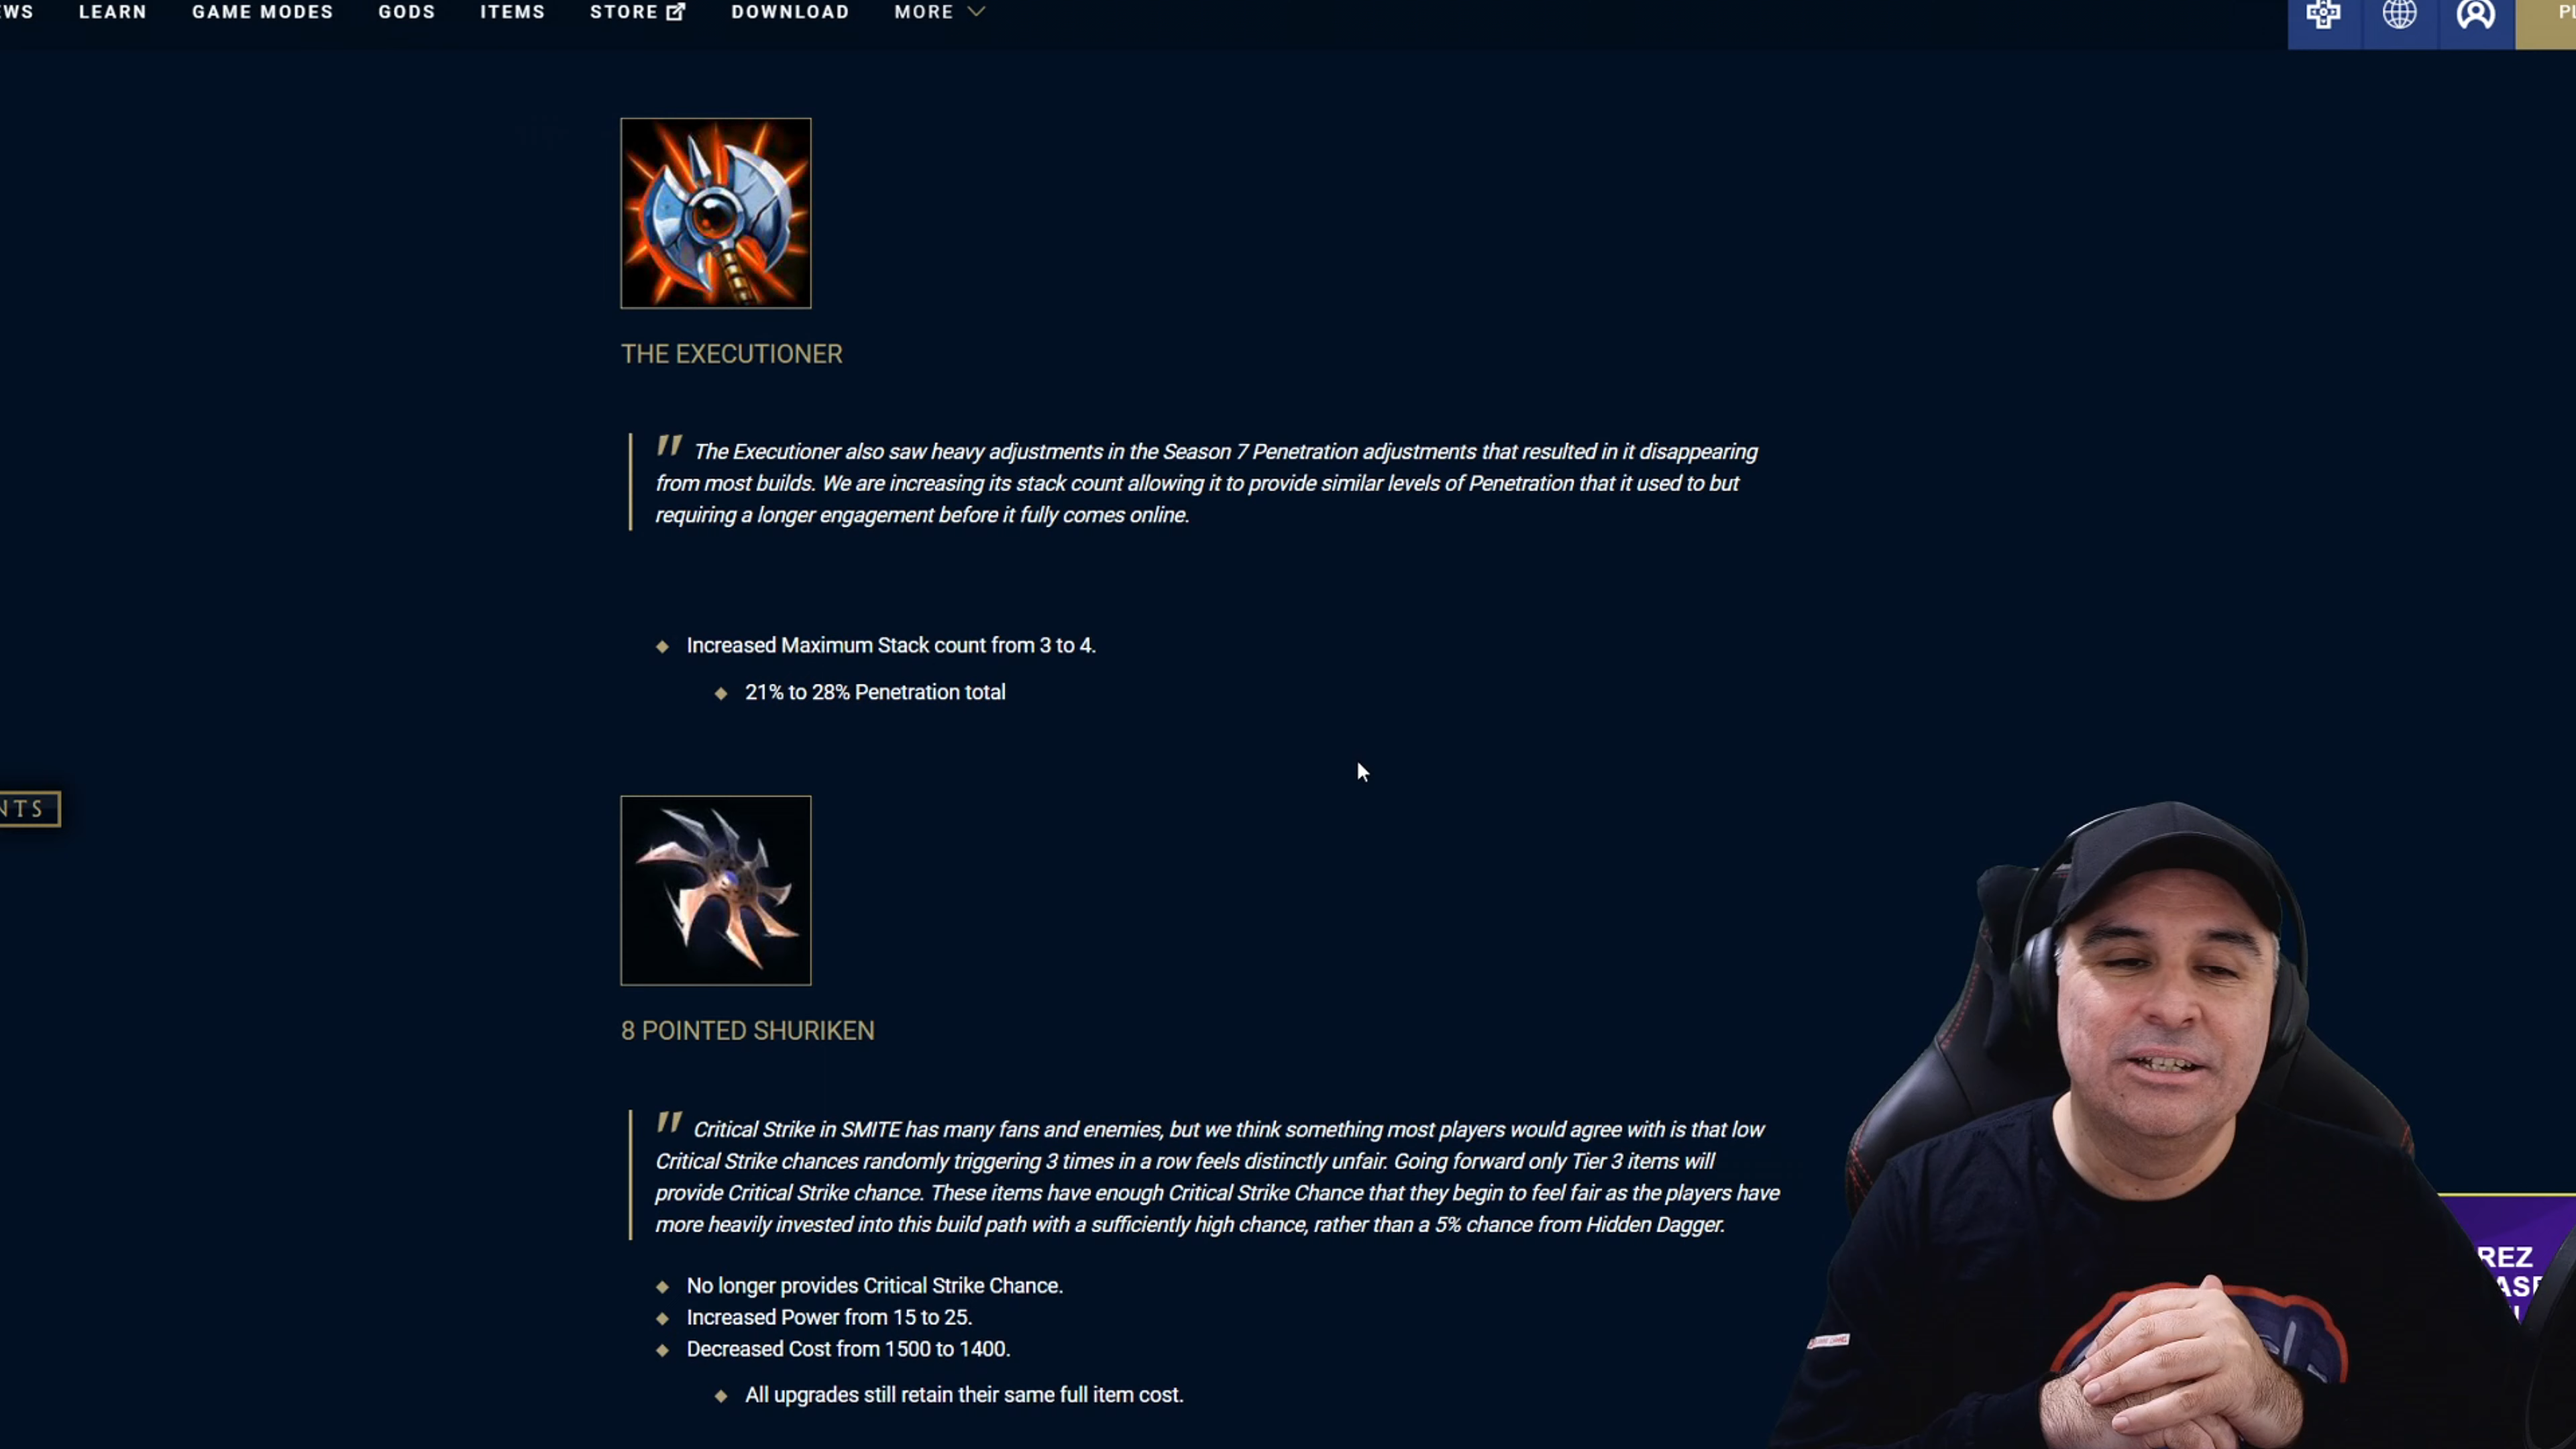 EWS LEARN GAME MODES GODS ITEMS STORE DOWNLOAD MORE
THE EXECUTIONER
" The Executioner also saw heavy adjustments in the Season 7 Penetration adjustments that resulted in it disappearing
from most builds. We are increasing its stack count allowing it to provide similar levels of Penetration that it used to but
requiring a longer engagement before it fully comes online.
Increased Maximum Stack count from 3 to 4.
21% to 28% Penetration total
NTS
8 POINTED SHURIKEN
" Critical Strike in SMITE has many fans and enemies, but we think something most players would agree with is that low
Critical Strike chances randomly triggering 3 times in a row feels distinctly unfair. Going forward only Tier 3 items will
provide Critical Strike chance. These items have enough Critical Strike Chance that they begin to feel fair as the players have
more heavily invested into this build path with a sufficiently high chance, rather than a 5% chance from Hidden Dagger.
REZ
No longer provides Critical Strike Chance.
Increased Power from 15 to 25.
Decreased Cost from 1500 to 1400.
All upgrades still retain their same full item cost.